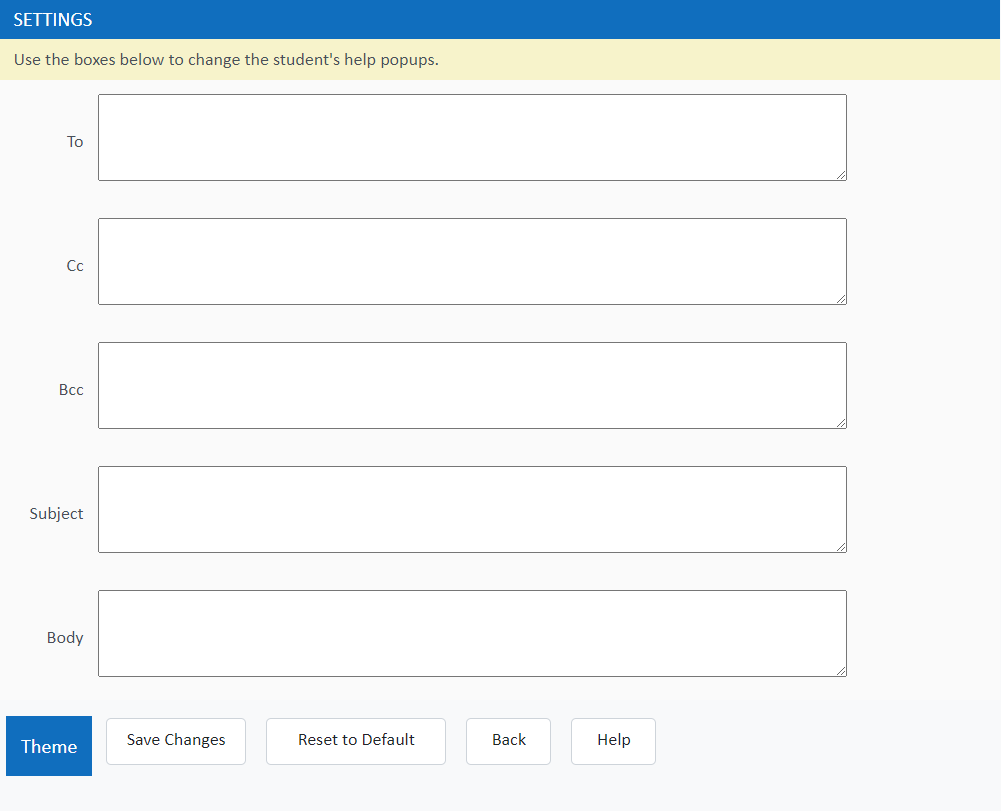 SETTINGS
Use the boxes below to change the student's help popups.
To
Cc
Bcc
Subject
Body
Theme Save Changes Reset to Default Back Help